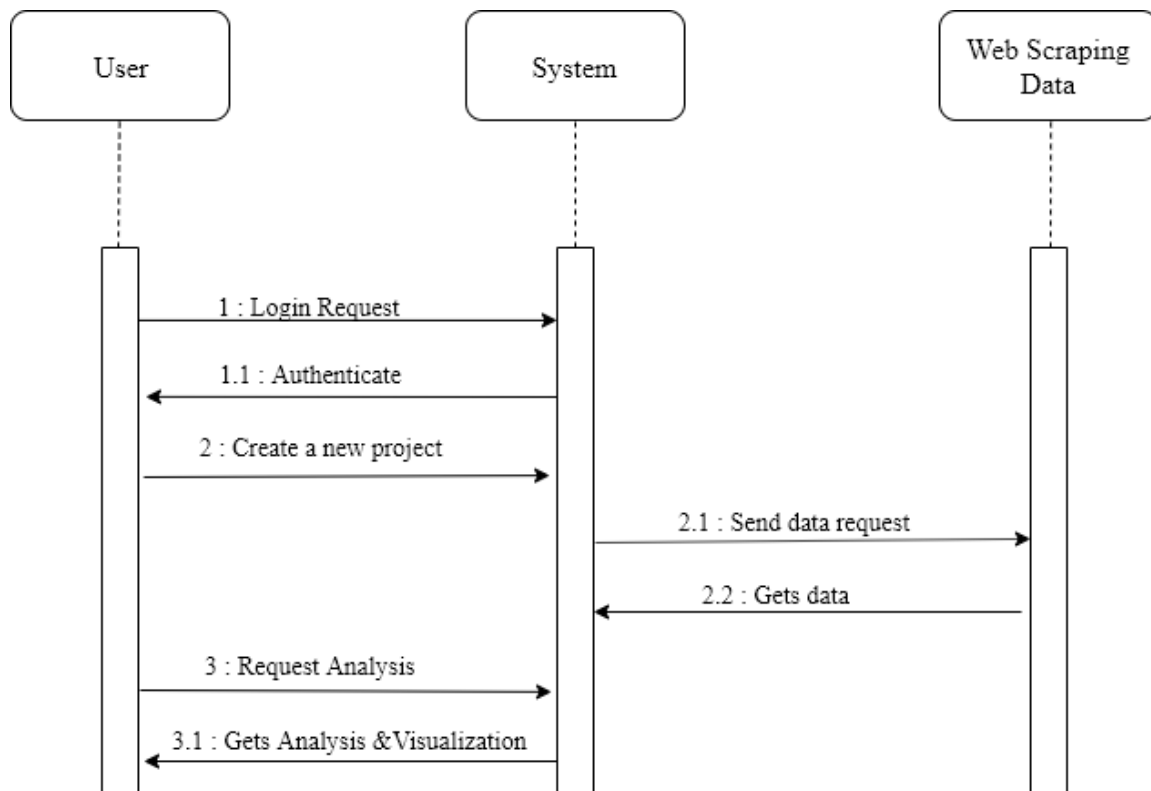 User
System
Web Scraping
Data
1 : Login Request
1.1 : Authenticate
2 : Create a new project
2.1 : Send data request
2.2 : Gets data
3 : Request Analysis
3.1 : Gets Analysis &Visualization